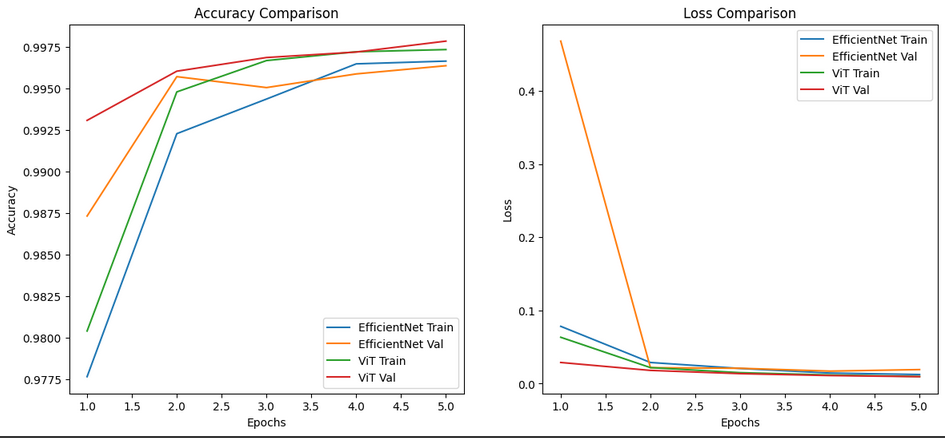 Accuracy Comparison
Accuracy
0.9975
0.9950
0.9925
0.9900
0.9875
0.9850
0.9825
0.9800
0.9775
EfficientNet Train
EfficientNet Val
ViT Train
ViT Val
1.0 1.5 2.0 2.5 3.0 3.5 4.0 4.5 5.0
Epochs
Loss Comparison
Loss
0.4
0.3
0.2
0.1
0.0
EfficientNet Train
EfficientNet Val
ViT Train
ViT Val
1.0 1.5 2.0 2.5 3.0 3.5 4.0 4.5 5.0
Epochs